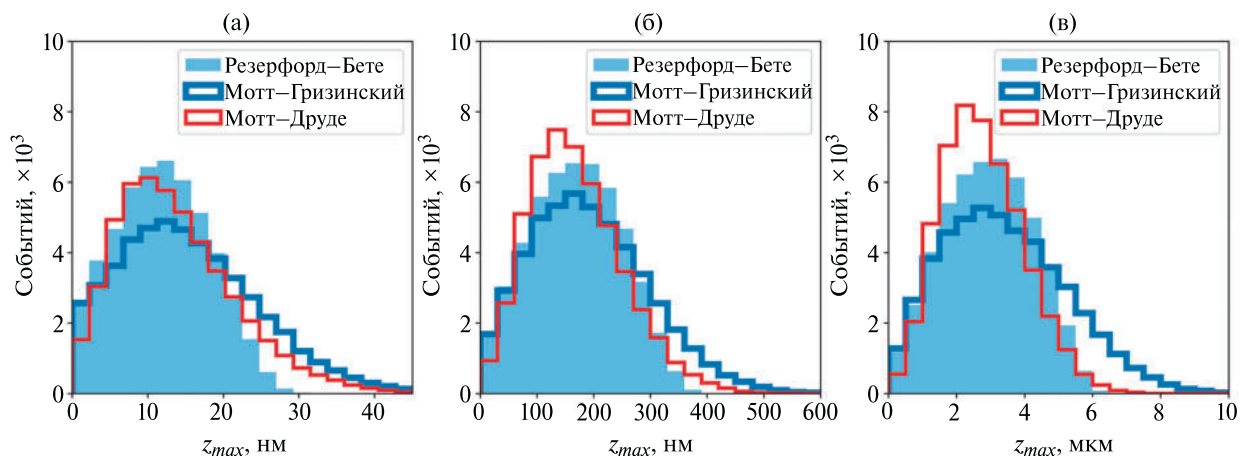 (а)
10
8
6
4
2
0
События, ×10³
Резерфорд–Бете
Мотт–Гризинский
Мотт–Друде
0 10 20 30 40
z_max, нм
(б)
10
8
6
4
2
0
Событий, ×10³
Резерфорд–Бете
Мотт–Гризинский
Мотт–Друде
0 100 200 300 400 500 600
z_max, нм
(в)
10
8
6
4
2
0
Событий, ×10³
Резерфорд–Бете
Мотт–Гризинский
Мотт–Друде
0 2 4 6 8 10
z_max, мкм